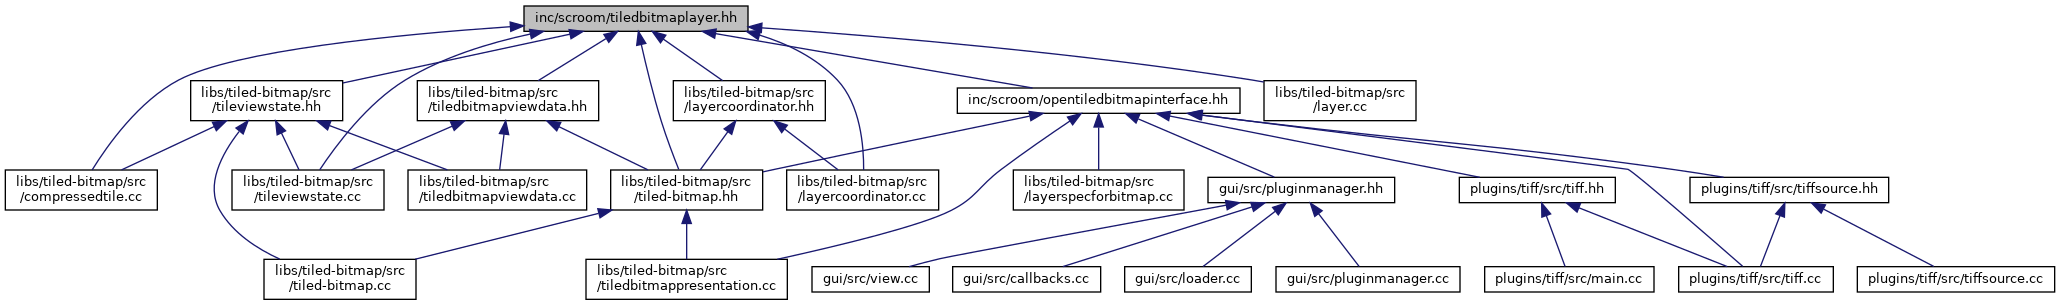 inc/scroom/tiledbitmaplayer.hh
libs/tiled-bitmap/src
/tileviewstate.hh
libs/tiled-bitmap/src
/tiledbitmapviewdata.hh
libs/tiled-bitmap/src
/layercoordinator.hh
inc/scroom/opentiledbitmapinterface.hh
libs/tiled-bitmap/src
/layer.cc
libs/tiled-bitmap/src
/compressedtile.cc
libs/tiled-bitmap/src
/tileviewstate.cc
libs/tiled-bitmap/src
/tiledbitmapviewdata.cc
libs/tiled-bitmap/src
/tiled-bitmap.hh
libs/tiled-bitmap/src
/layercoordinator.cc
libs/tiled-bitmap/src
/layerspecforbitmap.cc
gui/src/pluginmanager.hh
plugins/tiff/src/tiff.hh
plugins/tiff/src/tiffsource.hh
libs/tiled-bitmap/src
/tiled-bitmap.cc
libs/tiled-bitmap/src
/tiledbitmappresentation.cc
gui/src/view.cc
gui/src/callbacks.cc
gui/src/loader.cc
gui/src/pluginmanager.cc
plugins/tiff/src/main.cc
plugins/tiff/src/tiff.cc
plugins/tiff/src/tiffsource.cc